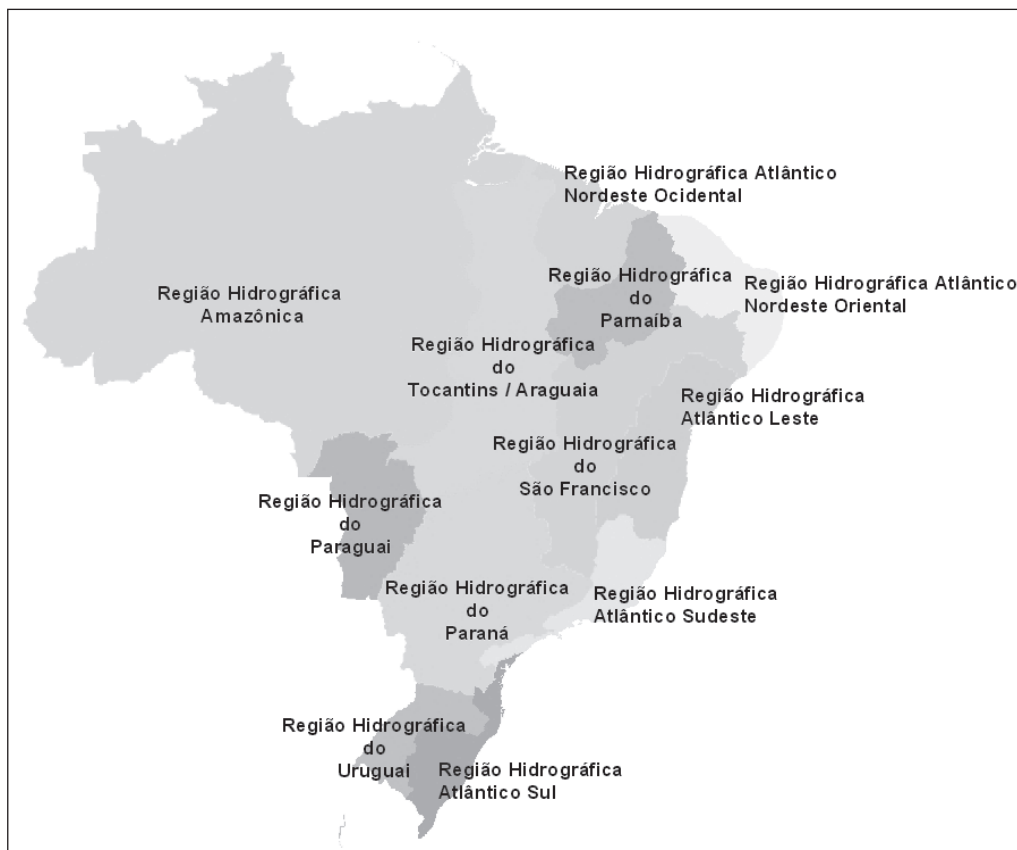 Região Hidrográfica Atlântico
Nordeste Ocidental
Região Hidrográfica
do
Parnaíba
Região Hidrográfica Atlântico
Nordeste Oriental
Região Hidrográfica
Amazônica
Região Hidrográfica
do
Tocantins / Araguaia
Região Hidrográfica
Atlântico Leste
Região Hidrográfica
do
São Francisco
Região Hidrográfica
do
Paraguai
Região Hidrográfica
do
Paraná
Região Hidrográfica
Atlântico Sudeste
Região Hidrográfica
do
Uruguai
Região Hidrográfica
Atlântico Sul